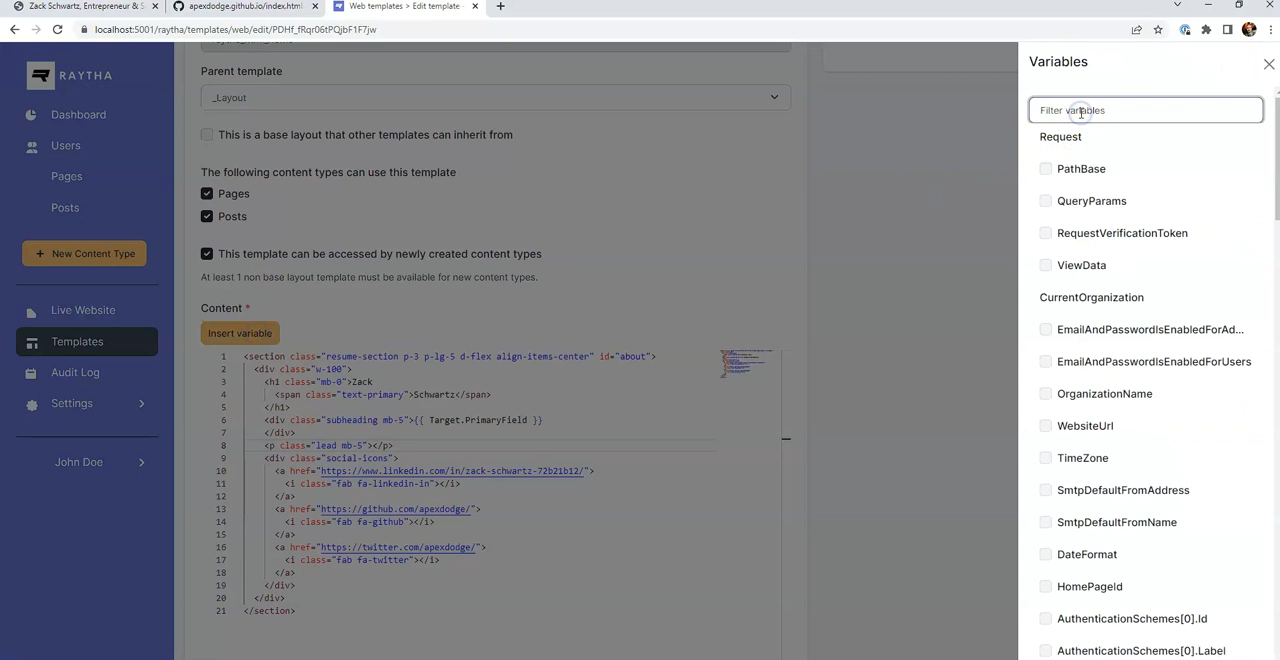 Zack Schwartz, Entrepreneur & S
apexdodge.github.io/index.html
Web templates > Edit template
localhost:5001/raytha/templates/web/edit/PDHf_fRqr06tPQjbF1F7jw
RAYTHA
Dashboard
Users
Pages
Posts
+ New Content Type
Live Website
Templates
Audit Log
Settings
John Doe
Parent template
_Layout
This is a base layout that other templates can inherit from
The following content types can use this template
Pages
Posts
This template can be accessed by newly created content types
At least 1 non base layout template must be available for new content types.
Content *
Insert variable
1 <section class="resume-section p-3 p-lg-5 d-flex align-items-center" id="about">
2 <div class="w-100">
3 <h1 class="mb-0">Zack
4 <span class="text-primary">Schwartz</span>
5 </h1>
6 <div class="subheading mb-5">{{ Target.PrimaryField }}
7 </div>
8 <p class="lead mb-5"></p>
9 <div class="social-icons">
10 <a href="https://www.linkedin.com/in/zack-schwartz-72b21b12/">
11 <i class="fab fa-linkedin-in"></i>
12 </a>
13 <a href="https://github.com/apexdodge/">
14 <i class="fab fa-github"></i>
15 </a>
16 <a href="https://twitter.com/apexdodge/">
17 <i class="fab fa-twitter"></i>
18 </a>
19 </div>
20 </div>
21 </section>
Variables
Filter variables
Request
PathBase
QueryParams
RequestVerificationToken
ViewData
CurrentOrganization
EmailAndPasswordIsEnabledForAd...
EmailAndPasswordIsEnabledForUsers
OrganizationName
WebsiteUrl
TimeZone
SmtpDefaultFromAddress
SmtpDefaultFromName
DateFormat
HomePageId
AuthenticationSchemes[0].Id
AuthenticationSchemes[0].Label